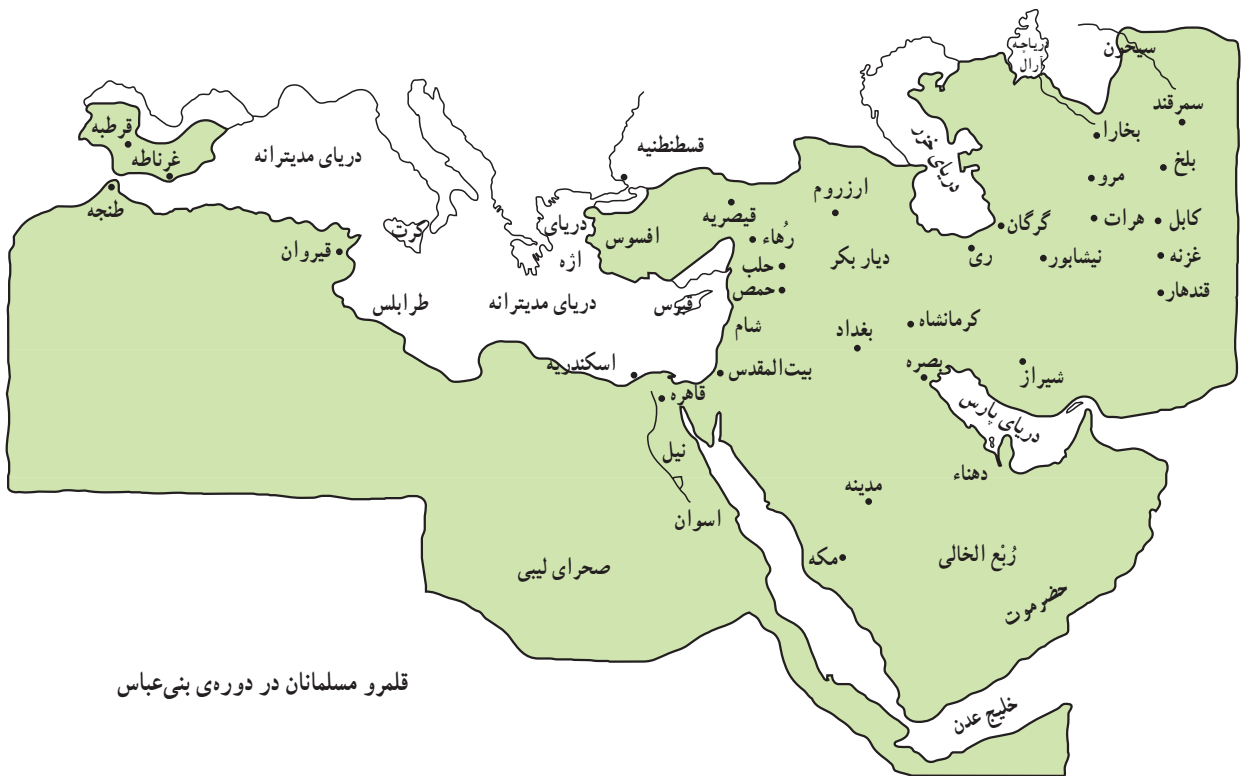 دریاچه
آرال
سیحون
سمرقند
بخارا
بلخ
مرو
کابل
هرات
گرگان
غزنه
نیشابور
ری
قندهار
دریای خزر
ارزروم
قیصریه
رُهاء
دیار بکر
حلب
حمص
شام
افسوس
قسطنطنیه
دریای
اژه
کرت
دریای مدیترانه
قرطبه
غرناطه
طنجه
قیروان
طرابلس
دریای مدیترانه
قبرس
کرمانشاه
بغداد
بصره
شیراز
بیت‌المقدس
اسکندریه
قاهره
نیل
اسوان
دریای پارس
دهناء
مدینه
مکه
رُبْع الخالی
حضرموت
صحرای لیبی
خلیج عدن
قلمرو مسلمانان در دوره‌ی بنی‌عباس